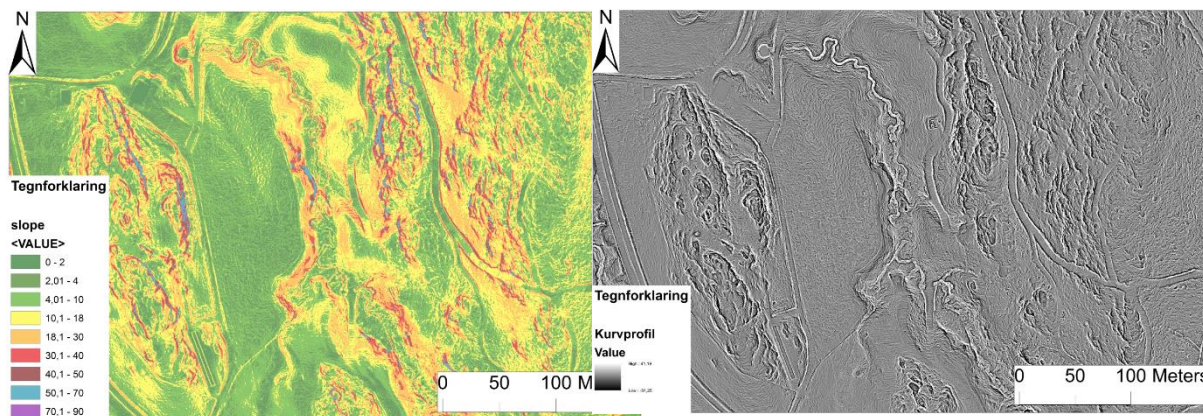 N
Tegnforklaring
slope
<VALUE>
0 - 2
2,01 - 4
4,01 - 10
10,1 - 18
18,1 - 30
30,1 - 40
40,1 - 50
50,1 - 70
70,1 - 90
0 50 100 M
N
Tegnforklaring
Kurvprofil
Value
0 50 100 Meters